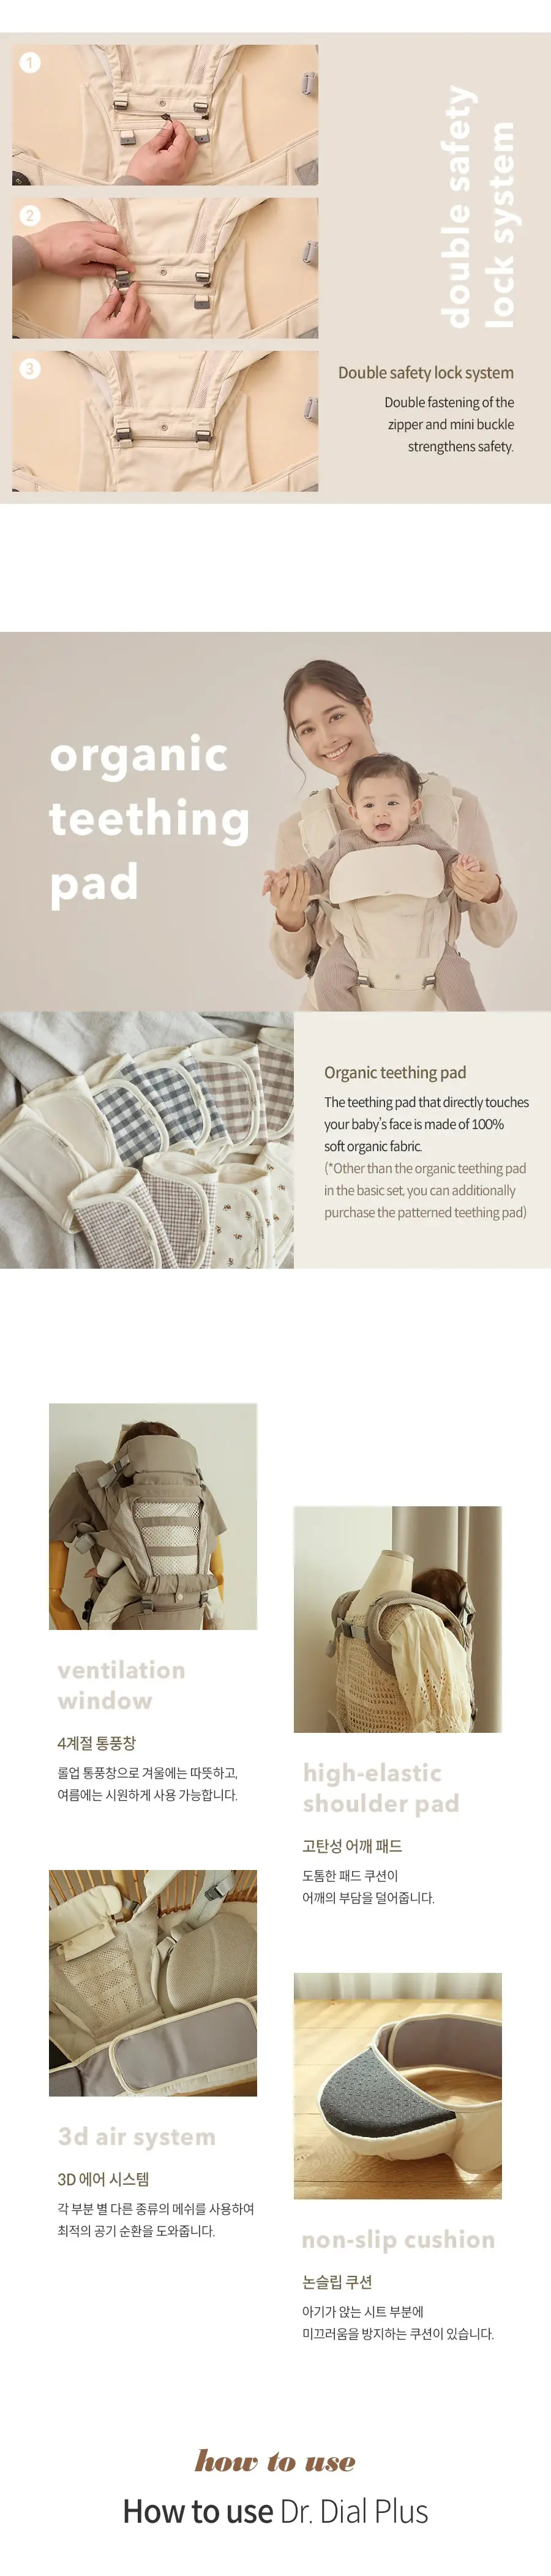 1
2
3
double safety
lock system
Double safety lock system
Double fastening of the
zipper and mini buckle
strengthens safety.
organic
teething
pad
Organic teething pad
The teething pad that directly touches
your baby's face is made of 100%
soft organic fabric.
(*Other than the organic teething pad
in the basic set, you can additionally
purchase the patterned teething pad)
ventilation
window
4계절 통풍창
롤업 통풍창으로 겨울에는 따뜻하고,
여름에는 시원하게 사용 가능합니다.
high-elastic
shoulder pad
고탄성 어깨 패드
도톰한 패드 쿠션이
어깨의 부담을 덜어줍니다.
3d air system
3D 에어 시스템
각 부분 별 다른 종류의 메쉬를 사용하여
최적의 공기 순환을 도와줍니다.
non-slip cushion
논슬립 쿠션
아기가 앉는 시트 부분에
미끄러움을 방지하는 쿠션이 있습니다.
how to use
How to use Dr. Dial Plus